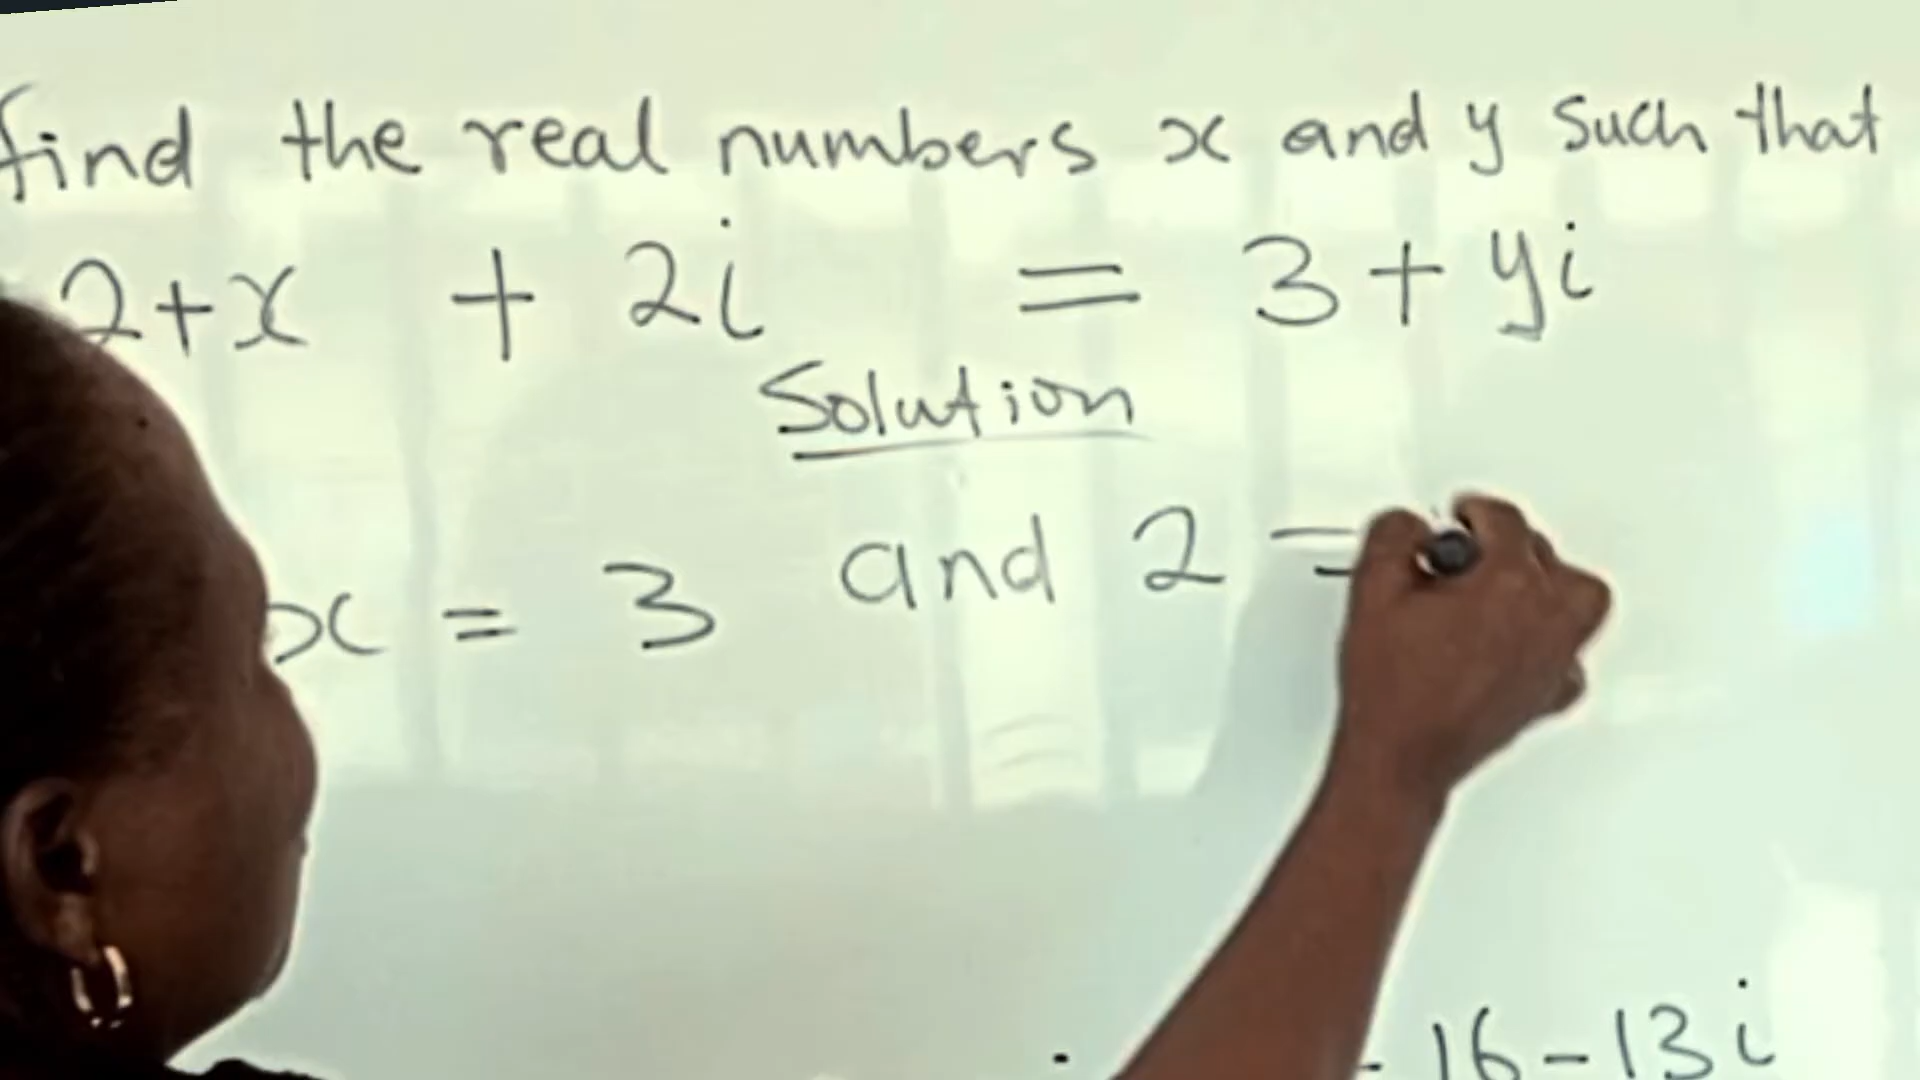 find the real numbers x and y such that
2+x + 2i = 3+yi
Solution
x = 3 and 2 =
- 16-13i